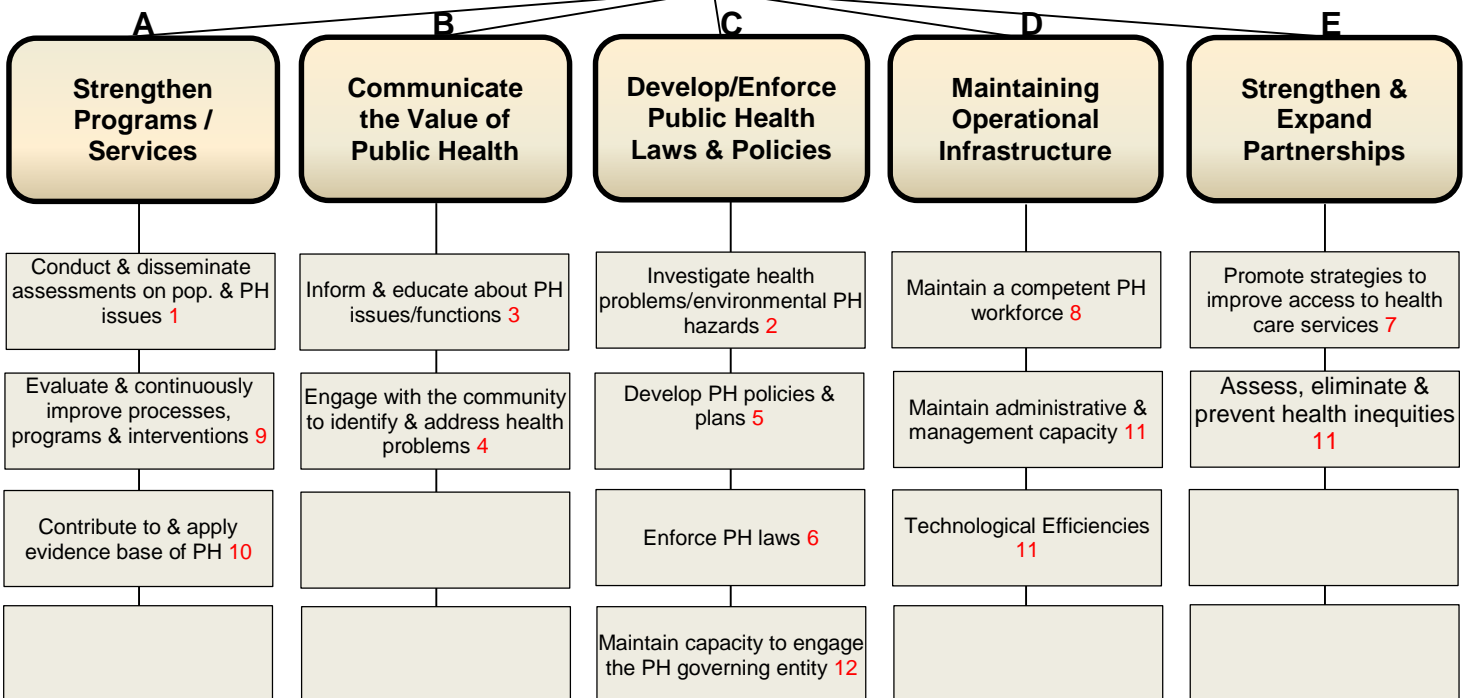 A
B
C
D
E
Strengthen
Programs /
Services
Communicate
the Value of
Public Health
Develop/Enforce
Public Health
Laws & Policies
Maintaining
Operational
Infrastructure
Strengthen &
Expand
Partnerships
Conduct & disseminate
assessments on pop. & PH
issues 1
Inform & educate about PH
issues/functions 3
Investigate health
problems/environmental PH
hazards 2
Maintain a competent PH
workforce 8
Promote strategies to
improve access to health
care services 7
Evaluate & continuously
improve processes,
programs & interventions 9
Engage with the community
to identify & address health
problems 4
Develop PH policies &
plans 5
Maintain administrative &
management capacity 11
Assess, eliminate &
prevent health inequities
11
Contribute to & apply
evidence base of PH 10
Enforce PH laws 6
Technological Efficiencies
11
Maintain capacity to engage
the PH governing entity 12